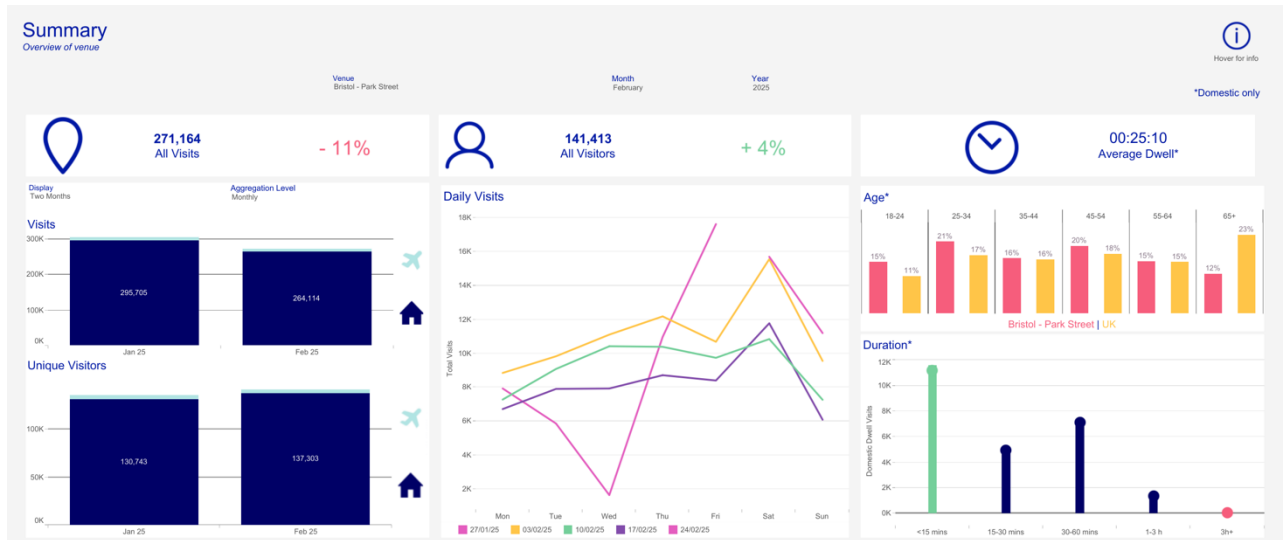 Summary
Overview of venue
Hover for info
Venue
Bristol - Park Street
Month
February
Year
2025
*Domestic only
271,164
All Visits
- 11%
141,413
All Visitors
+ 4%
00:25:10
Average Dwell*
Display
Two Months
Aggregation Level
Monthly
Visits
300K
200K
100K
0K
295,705
264,114
Jan 25
Feb 25
Unique Visitors
100K
50K
0K
130,743
137,303
Jan 25
Feb 25
Daily Visits
Total Visits
18K
16K
14K
12K
10K
8K
6K
4K
2K
Mon
Tue
Wed
Thu
Fri
Sat
Sun
27/01/25
03/02/25
10/02/25
17/02/25
24/02/25
Age*
18-24
25-34
35-44
45-54
55-64
65+
15%
11%
21%
17%
16%
16%
20%
18%
15%
15%
12%
23%
Bristol - Park Street | UK
Duration*
Domestic Dwell Visits
12K
10K
8K
6K
4K
2K
0K
<15 mins
15-30 mins
30-60 mins
1-3 h
3h+